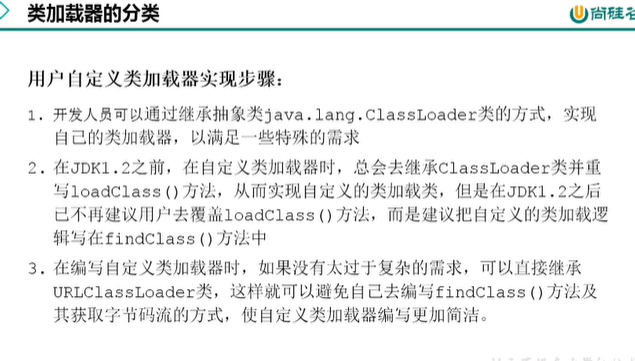 类加载器的分类
尚硅谷
用户自定义类加载器实现步骤：
1. 开发人员可以通过继承抽象类java.lang.ClassLoader类的方式，实现
自己的类加载器，以满足一些特殊的需求
2. 在JDK1.2之前，在自定义类加载器时，总会去继承ClassLoader类并重
写loadClass()方法，从而实现自定义的类加载类，但是在JDK1.2之后
已不再建议用户去覆盖loadClass()方法，而是建议把自定义的类加载逻
辑写在findClass()方法中
3. 在编写自定义类加载器时，如果没有太过于复杂的需求，可以直接继承
URLClassLoader类，这样就可以避免自己去编写findClass()方法及
其获取字节码流的方式，使自定义类加载器编写更加简洁。